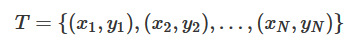 T = {(x₁, y₁), (x₂, y₂), . . . , (x_N, y_N)}